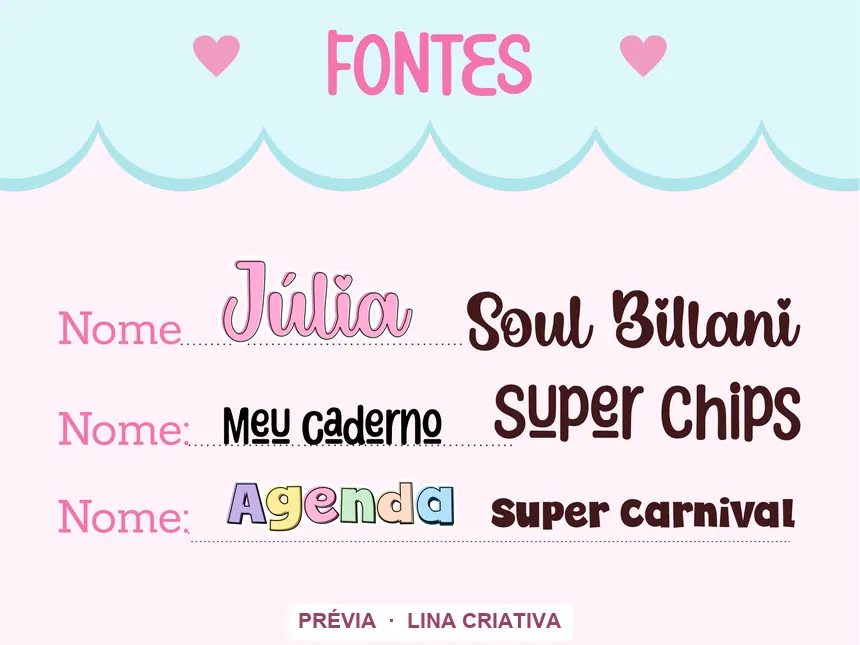 FONTES
Nome Júlia Soul Billani
Nome: Meu Caderno Super Chips
Nome: Agenda Super Carnival
PRÉVIA · LINA CRIATIVA